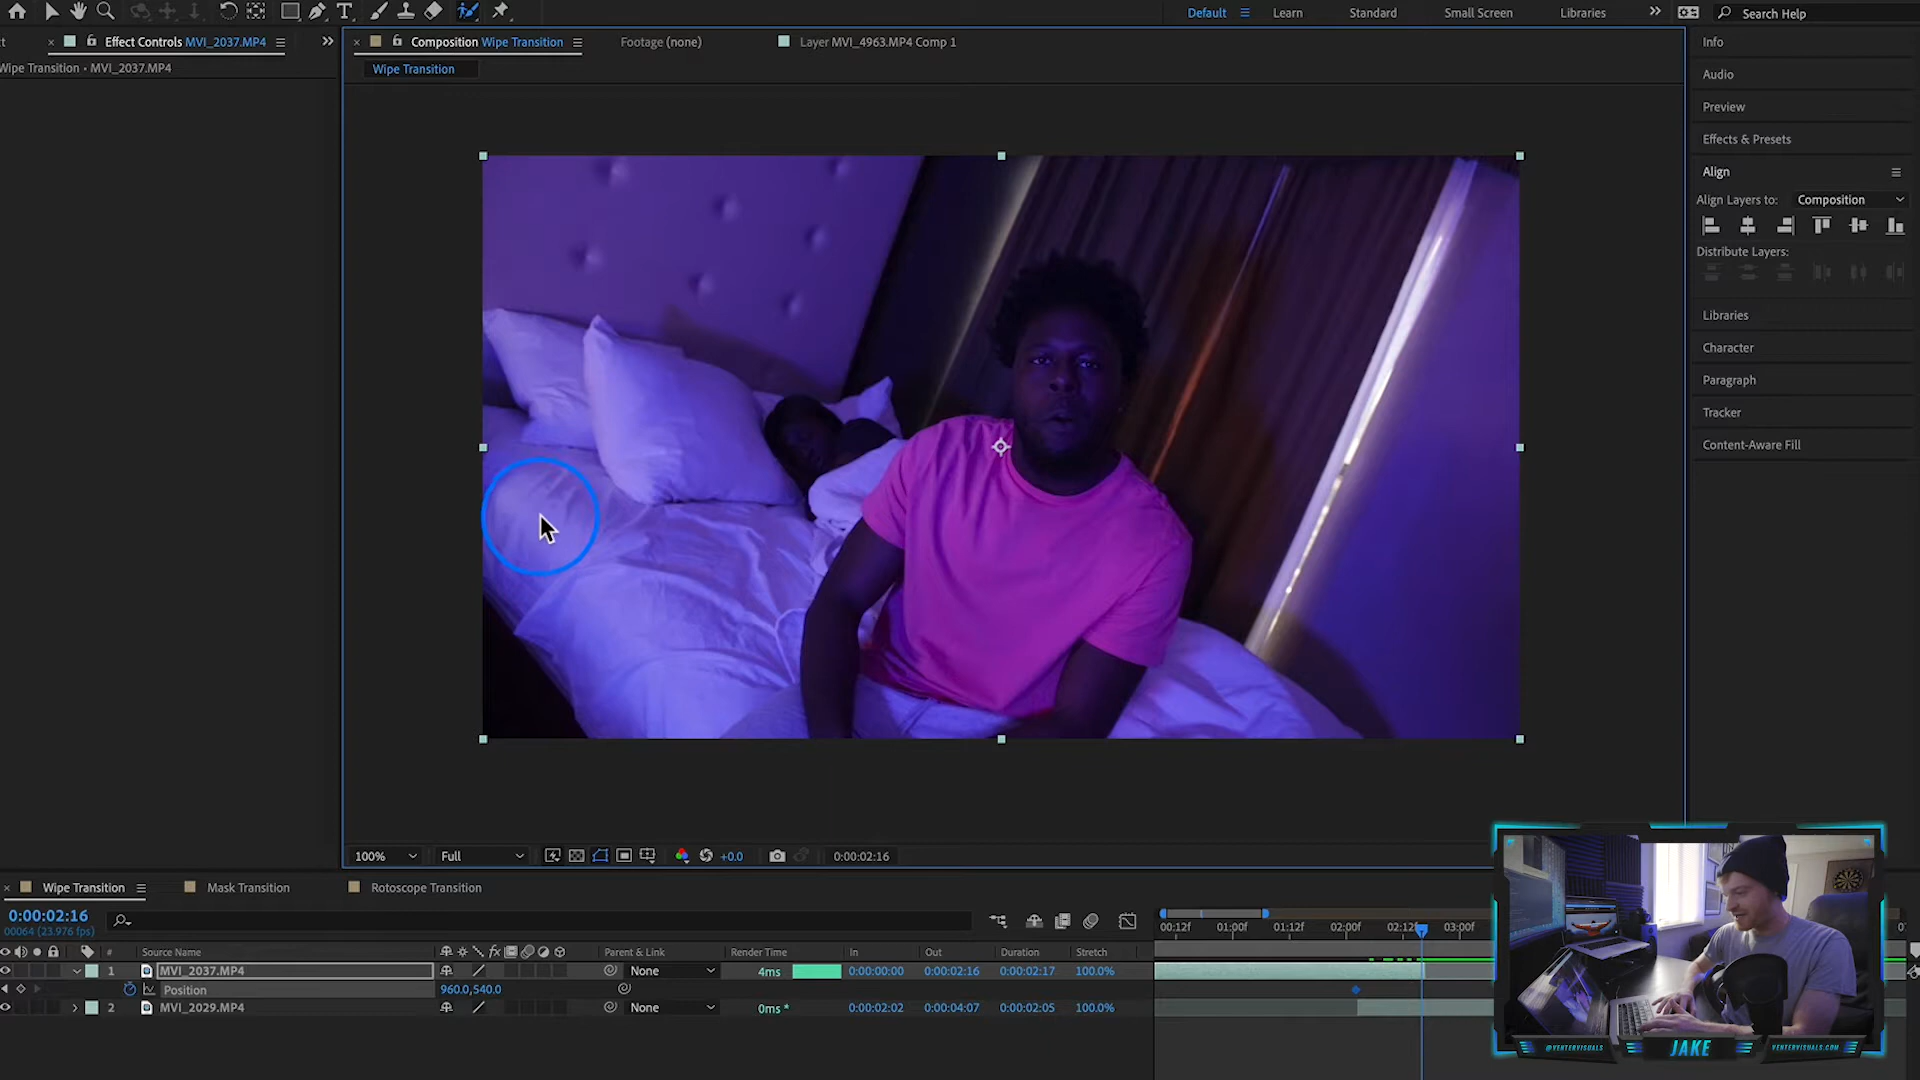 Default
Learn
Standard
Small Screen
Libraries
Search Help
Effect Controls MVI_2037.MP4
Composition Wipe Transition
Footage (none)
Layer MVI_4963.MP4 Comp 1
Wipe Transition • MVI_2037.MP4
Wipe Transition
Info
Audio
Preview
Effects & Presets
Align
Align Layers to: Composition
Distribute Layers:
Libraries
Character
Paragraph
Tracker
Content-Aware Fill
100%
Full
+0.0
0:00:02:16
Wipe Transition
Mask Transition
Rotoscope Transition
0:00:02:16
00064 (23.976 fps)
00:12f
01:00f
01:12f
02:00f
02:12f
03:00f
# Source Name
fx
Parent & Link
Render Time
In
Out
Duration
Stretch
1 MVI_2037.MP4 None 4ms 0:00:00:00 0:00:02:16 0:00:02:17 100.0%
Position 960.0,540.0
2 MVI_2029.MP4 None 0ms * 0:00:02:02 0:00:04:07 0:00:02:05 100.0%
@VENTERVISUALS
JAKE
VENTERVISUALS.COM